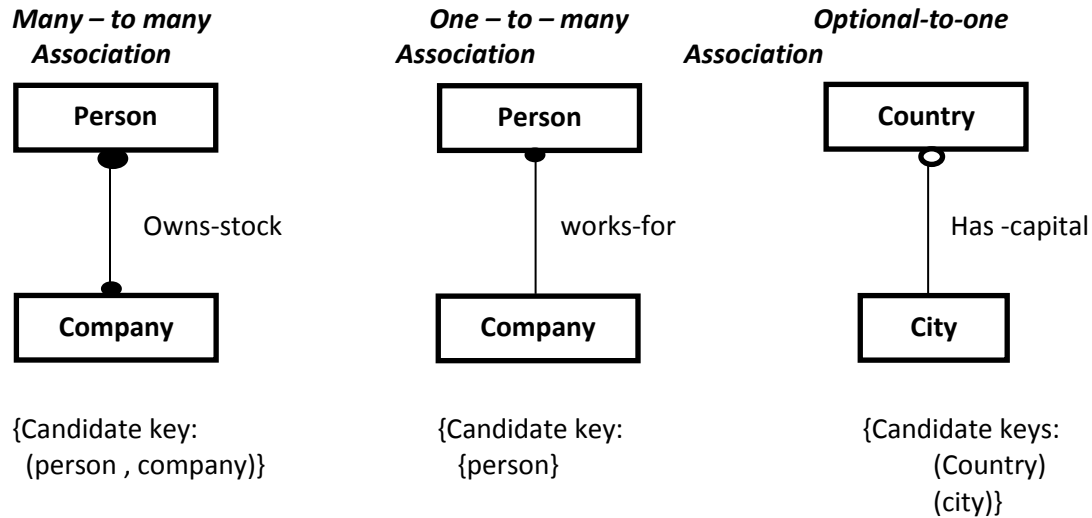 Many – to many One – to – many Optional-to-one
Association Association Association
Person Person Country
Owns-stock works-for Has -capital
Company Company City
{Candidate key: {Candidate key: {Candidate keys:
(person , company)} {person} (Country)
(city)}